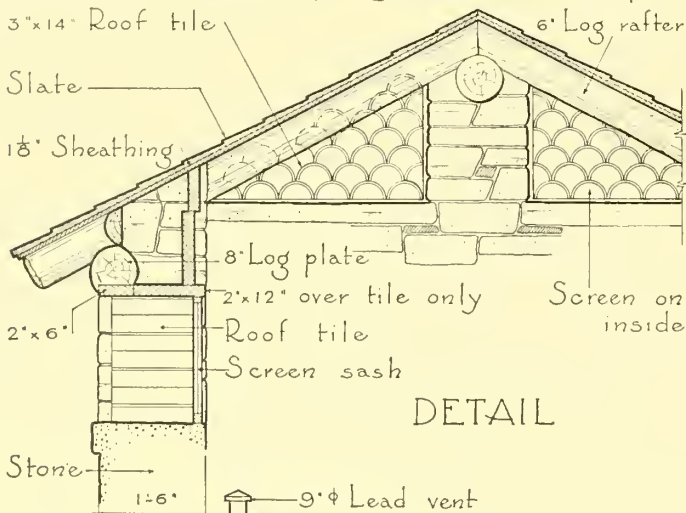 3"x14" Roof tile
6" Log rafter
Slate
1⅛" Sheathing
8" Log plate
2"x12" over tile only
2"x6"
Roof tile
Screen on
inside
Screen sash
DETAIL
Stone
1'-6"
9"ϕ Lead vent